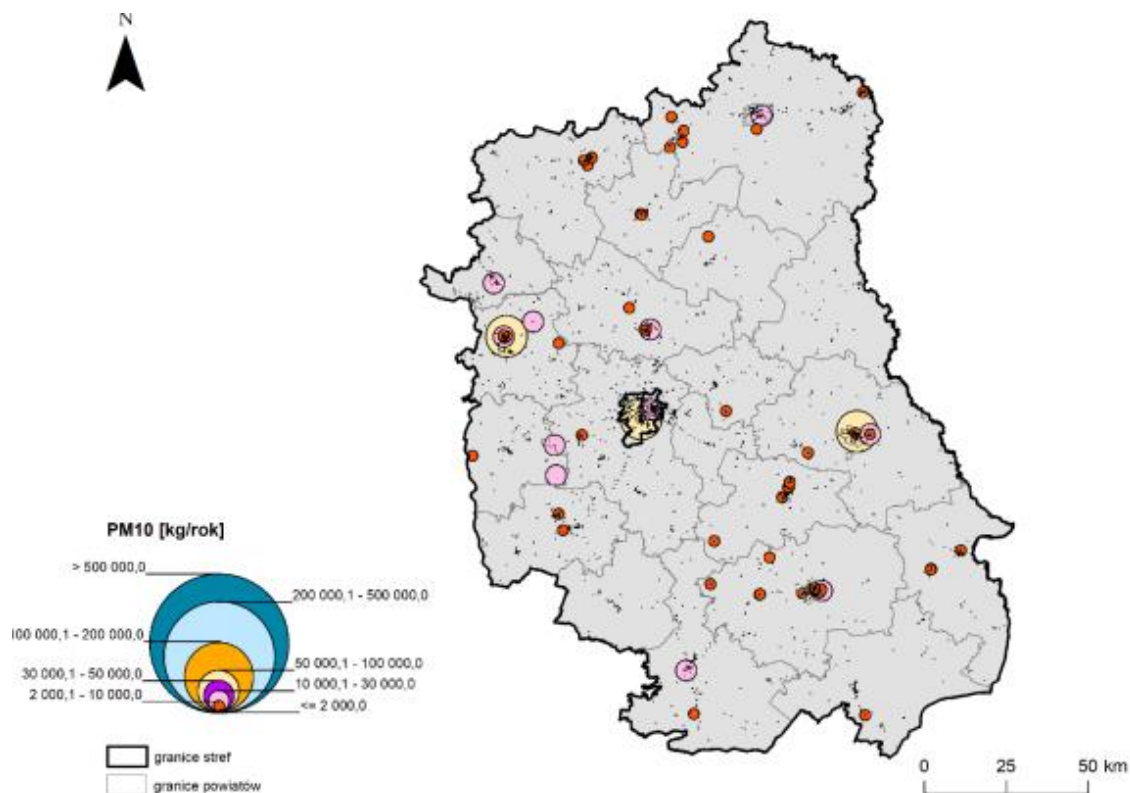 N
PM10 [kg/rok]
> 500 000,0
200 000,1 - 500 000,0
00 000,1 - 200 000,0
50 000,1 - 100 000,0
30 000,1 - 50 000,0
10 000,1 - 30 000,0
2 000,1 - 10 000,0
<= 2 000,0
granice stref
granice powiatów
0 25 50 km